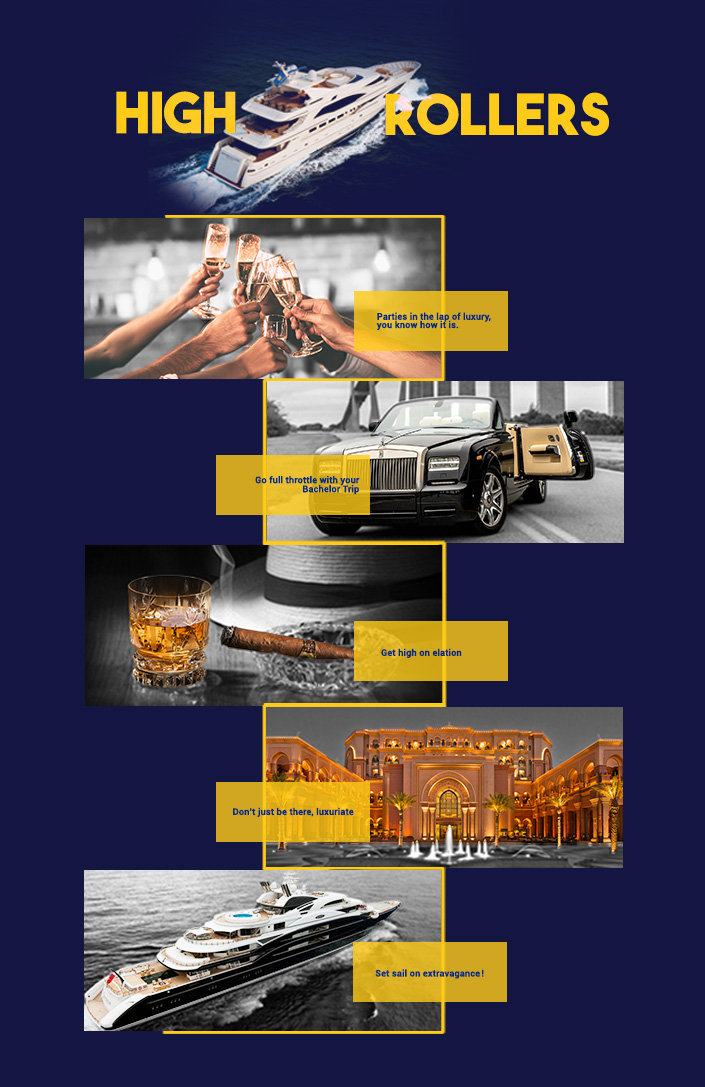 HIGH ROLLERS
Parties in the lap of luxury,
you know how it is.
Go full throttle with your
Bachelor Trip
Get high on elation
Don't just be there, luxuriate
Set sail on extravagance!